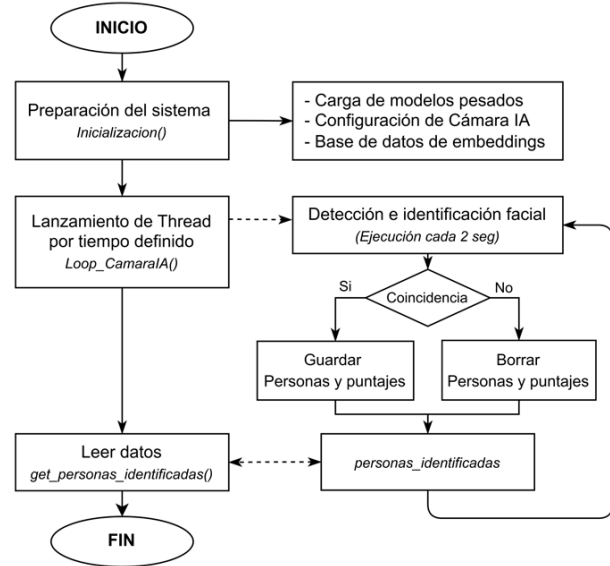 INICIO
Preparación del sistema
Inicializacion()
- Carga de modelos pesados
- Configuración de Cámara IA
- Base de datos de embeddings
Lanzamiento de Thread
por tiempo definido
Loop_CamaraIA()
Detección e identificación facial
(Ejecución cada 2 seg)
Si
Coincidencia
No
Guardar
Personas y puntajes
Borrar
Personas y puntajes
Leer datos
get_personas_identificadas()
personas_identificadas
FIN